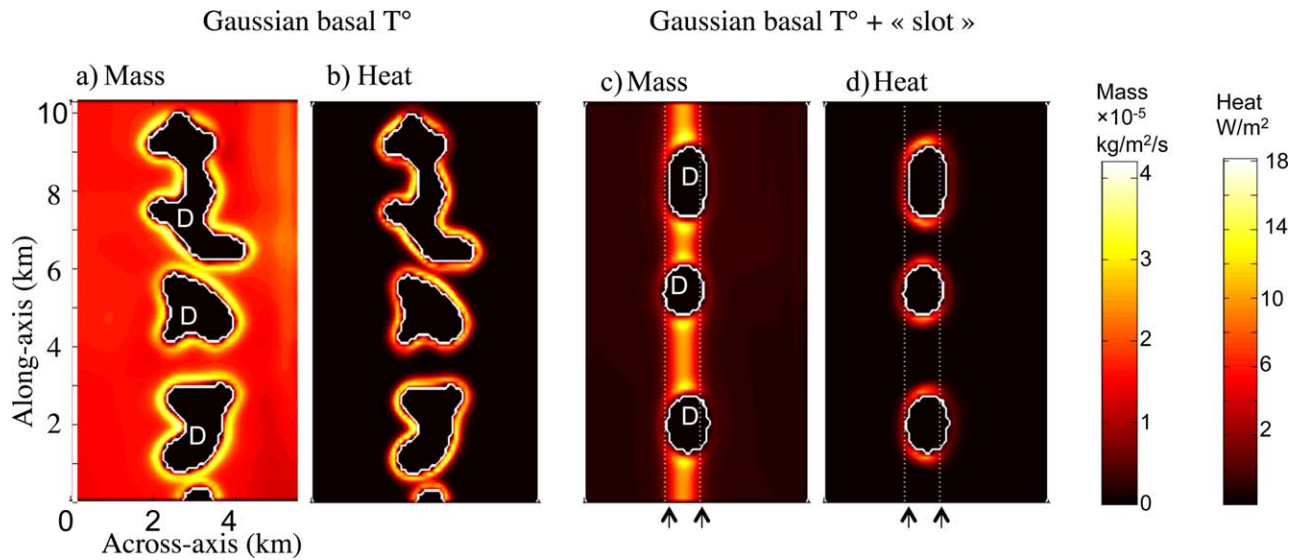 Gaussian basal T°
Gaussian basal T° + « slot »
a) Mass
b) Heat
c) Mass
d) Heat
Mass
×10⁻⁵
kg/m²/s
Heat
W/m²
10
8
6
4
2
0
Along-axis (km)
D
D
D
2
4
Across-axis (km)
D
D
D
4
3
2
1
0
18
14
10
6
2